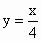 y = x/4